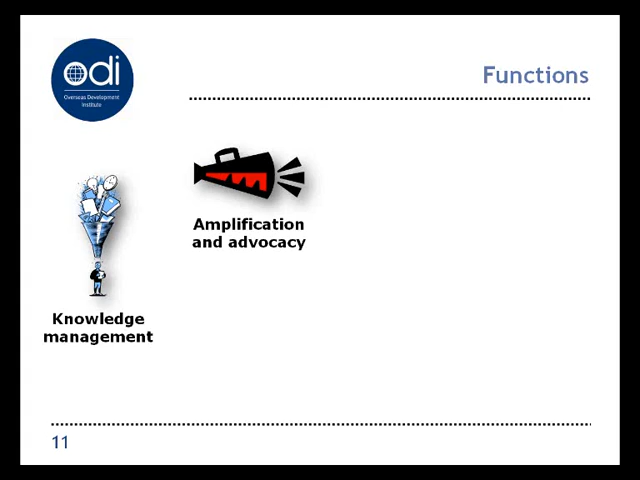 odi
Overseas Development
Institute
Functions
Amplification
and advocacy
Knowledge
management
11